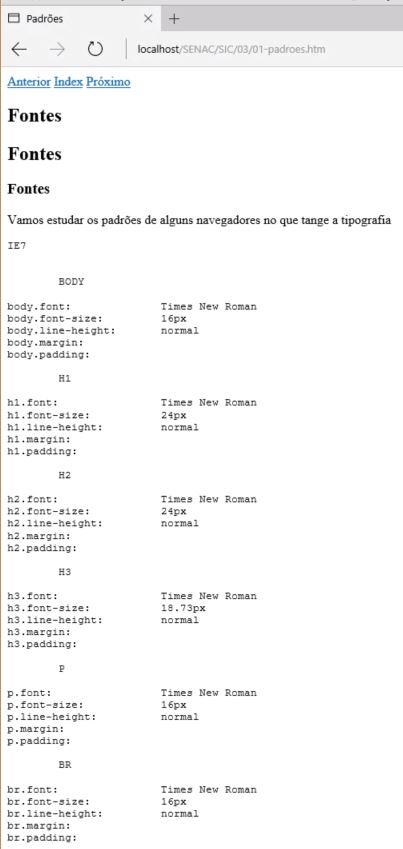 Padrões
localhost/SENAC/SIC/03/01-padroes.htm
Anterior Index Próximo
Fontes
Fontes
Fontes
Vamos estudar os padrões de alguns navegadores no que tange a tipografia
IE7
BODY
body.font: Times New Roman
body.font-size: 16px
body.line-height: normal
body.margin:
body.padding:
H1
h1.font: Times New Roman
h1.font-size: 24px
h1.line-height: normal
h1.margin:
h1.padding:
H2
h2.font: Times New Roman
h2.font-size: 24px
h2.line-height: normal
h2.margin:
h2.padding:
H3
h3.font: Times New Roman
h3.font-size: 18.73px
h3.line-height: normal
h3.margin:
h3.padding:
P
p.font: Times New Roman
p.font-size: 16px
p.line-height: normal
p.margin:
p.padding:
BR
br.font: Times New Roman
br.font-size: 16px
br.line-height: normal
br.margin:
br.padding: